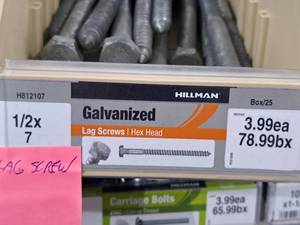 HILLMAN
H812107
Box/25
1/2x
7
Galvanized
Lag Screws | Hex Head
3.99ea
78.99bx
LAG SCREW
Carriage Bolts
3.99ea
65.99bx